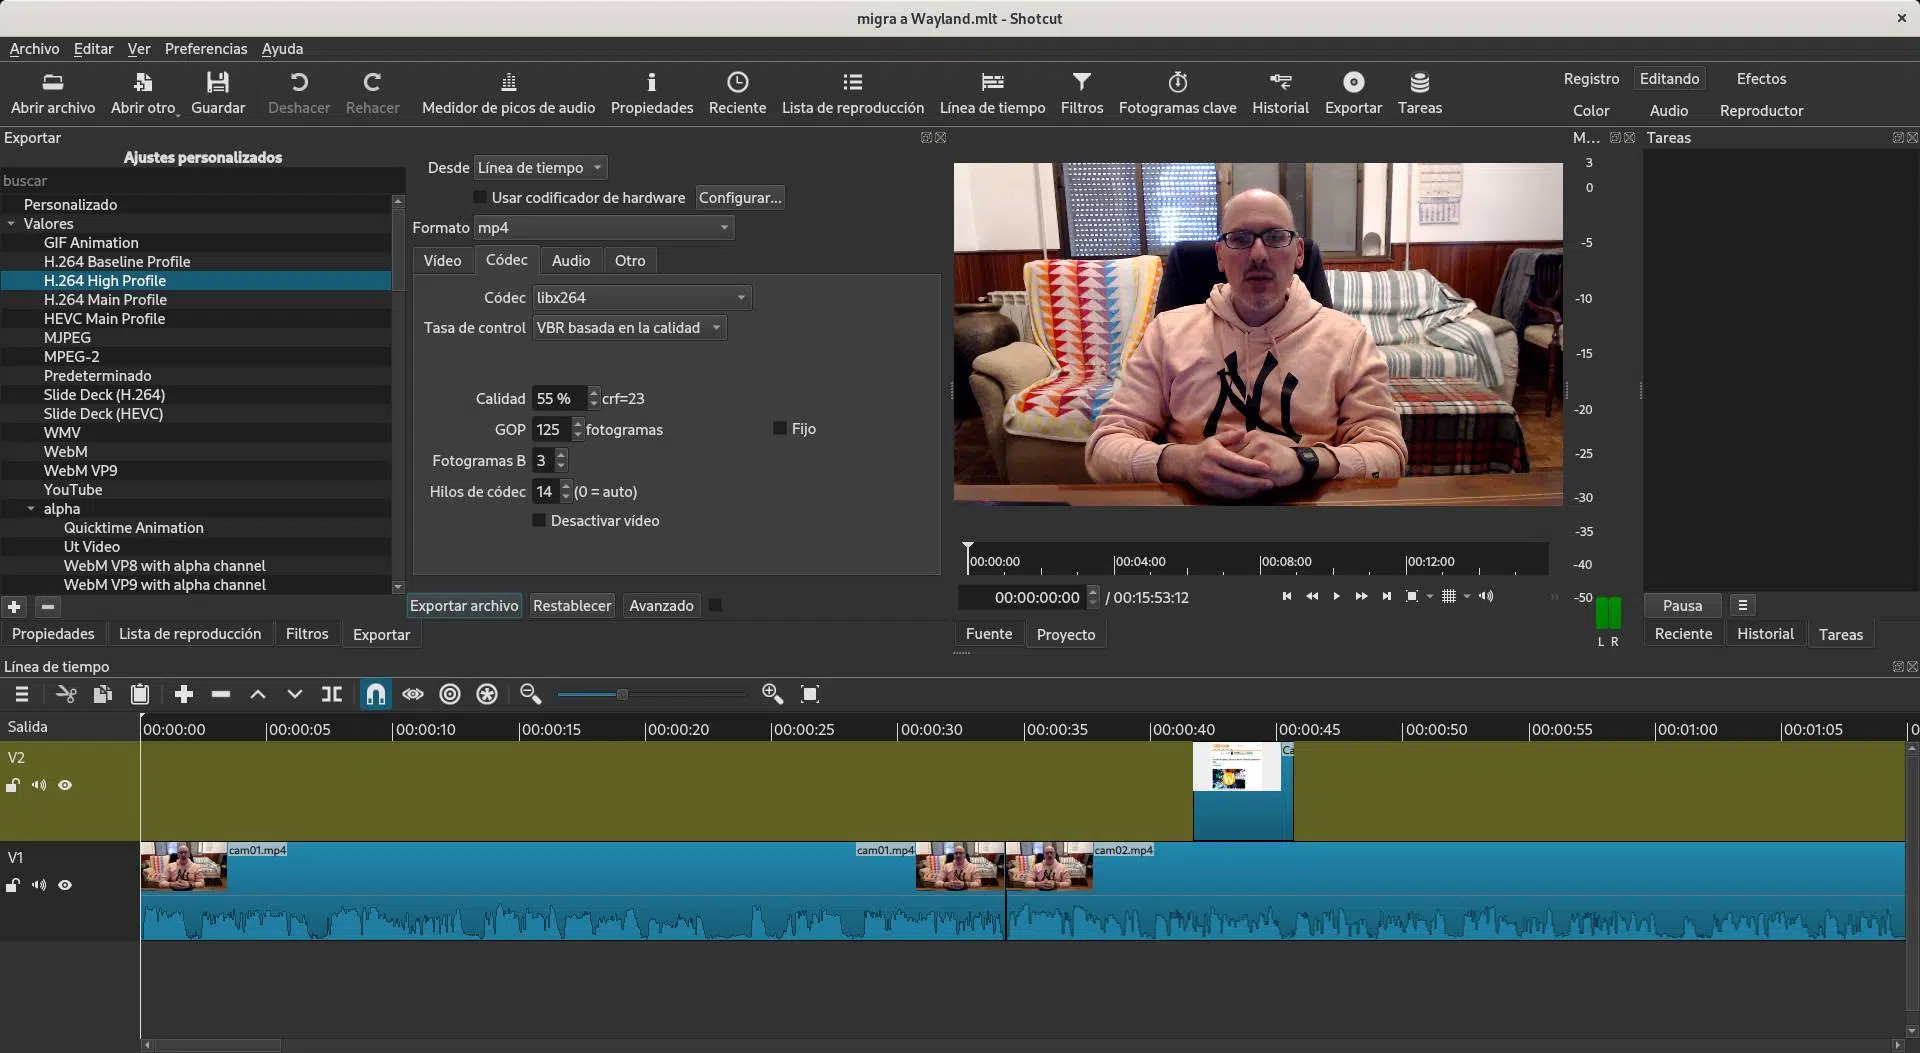 migra a Wayland.mlt - Shotcut
Archivo Editar Ver Preferencias Ayuda
Abrir archivo Abrir otro Guardar Deshacer Rehacer Medidor de picos de audio Propiedades Reciente Lista de reproducción Línea de tiempo Filtros Fotogramas clave Historial Exportar Tareas
Registro Editando Efectos
Color Audio Reproductor
Exportar
Ajustes personalizados
buscar
Personalizado
Valores
GIF Animation
H.264 Baseline Profile
H.264 High Profile
H.264 Main Profile
HEVC Main Profile
MJPEG
MPEG-2
Predeterminado
Slide Deck (H.264)
Slide Deck (HEVC)
WMV
WebM
WebM VP9
YouTube
alpha
Quicktime Animation
Ut Video
WebM VP8 with alpha channel
WebM VP9 with alpha channel
Desde Línea de tiempo
Usar codificador de hardware Configurar...
Formato mp4
Vídeo Códec Audio Otro
Códec libx264
Tasa de control VBR basada en la calidad
Calidad 55 % crf=23
GOP 125 fotogramas Fijo
Fotogramas B 3
Hilos de códec 14 (0 = auto)
Desactivar vídeo
Exportar archivo Restablecer Avanzado
Propiedades Lista de reproducción Filtros Exportar
NY
00:00:00 00:04:00 00:08:00 00:12:00
00:00:00:00 / 00:15:53:12
Fuente Proyecto
M...
3
0
-5
-10
-15
-20
-25
-30
-35
-40
-50
L R
Tareas
Pausa
Reciente Historial Tareas
Línea de tiempo
Salida
00:00:00 00:00:05 00:00:10 00:00:15 00:00:20 00:00:25 00:00:30 00:00:35 00:00:40 00:00:45 00:00:50 00:00:55 00:01:00 00:01:05 0
V2
Ca
V1
cam01.mp4 cam01.mp4 cam02.mp4